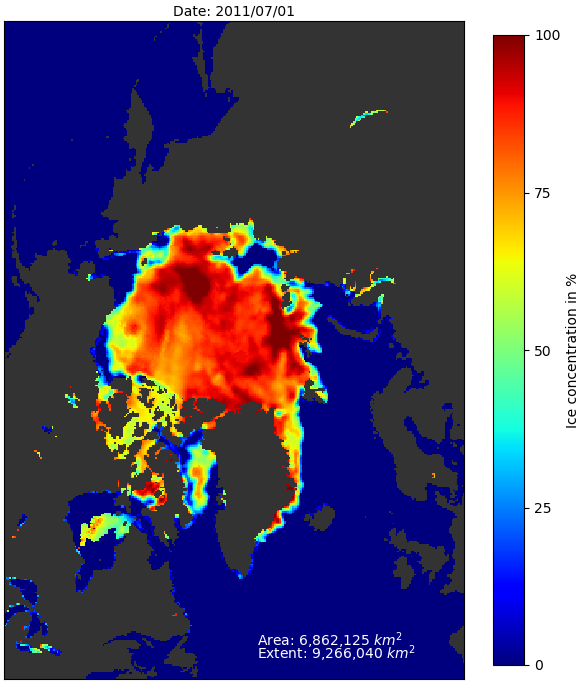 Date: 2011/07/01
100
75
50
25
0
Ice concentration in %
Area: 6,862,125 km²
Extent: 9,266,040 km²